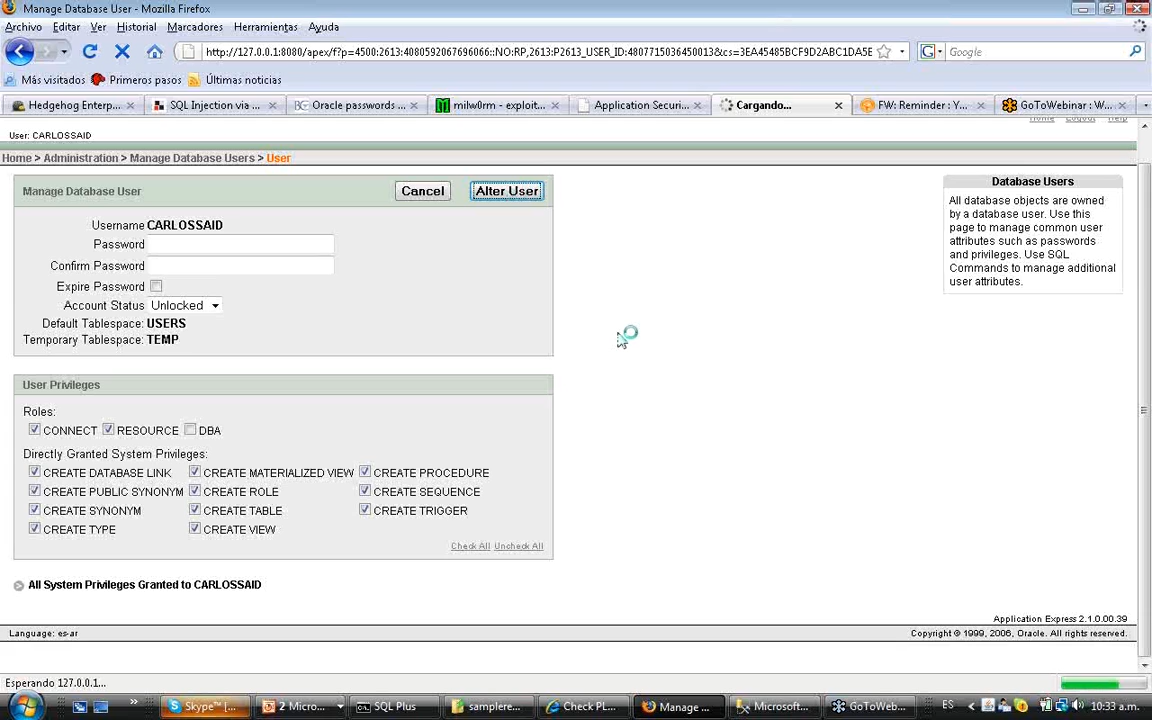 Manage Database User - Mozilla Firefox
Archivo Editar Ver Historial Marcadores Herramientas Ayuda
http://127.0.0.1:8080/apex/f?p=4500:2613:4080592067696066::NO:RP,2613:P2613_USER_ID:4807715036450013&cs=3EA45485BCF9D2ABC1DA5E
Google
Más visitados Primeros pasos Últimas noticias
Hedgehog Enterp... SQL Injection via ... Oracle passwords ... milw0rm - exploit... Application Securi... Cargando... FW: Reminder : Y... GoToWebinar : W...
Home Logout Help
User: CARLOSSAID
Home > Administration > Manage Database Users > User
Manage Database User Cancel Alter User
Username CARLOSSAID
Password
Confirm Password
Expire Password
Account Status Unlocked
Default Tablespace: USERS
Temporary Tablespace: TEMP
Database Users
All database objects are owned
by a database user. Use this
page to manage common user
attributes such as passwords
and privileges. Use SQL
Commands to manage additional
user attributes.
User Privileges
Roles:
CONNECT RESOURCE DBA
Directly Granted System Privileges:
CREATE DATABASE LINK CREATE MATERIALIZED VIEW CREATE PROCEDURE
CREATE PUBLIC SYNONYM CREATE ROLE CREATE SEQUENCE
CREATE SYNONYM CREATE TABLE CREATE TRIGGER
CREATE TYPE CREATE VIEW
Check All Uncheck All
All System Privileges Granted to CARLOSSAID
Application Express 2.1.0.00.39
Language: es-ar Copyright © 1999, 2006, Oracle. All rights reserved.
Esperando 127.0.0.1...
» Skype™ [... 2 Micro... SQL Plus samplere... Check PL... Manage ... Microsoft... GoToWeb... ES 10:33 a.m.